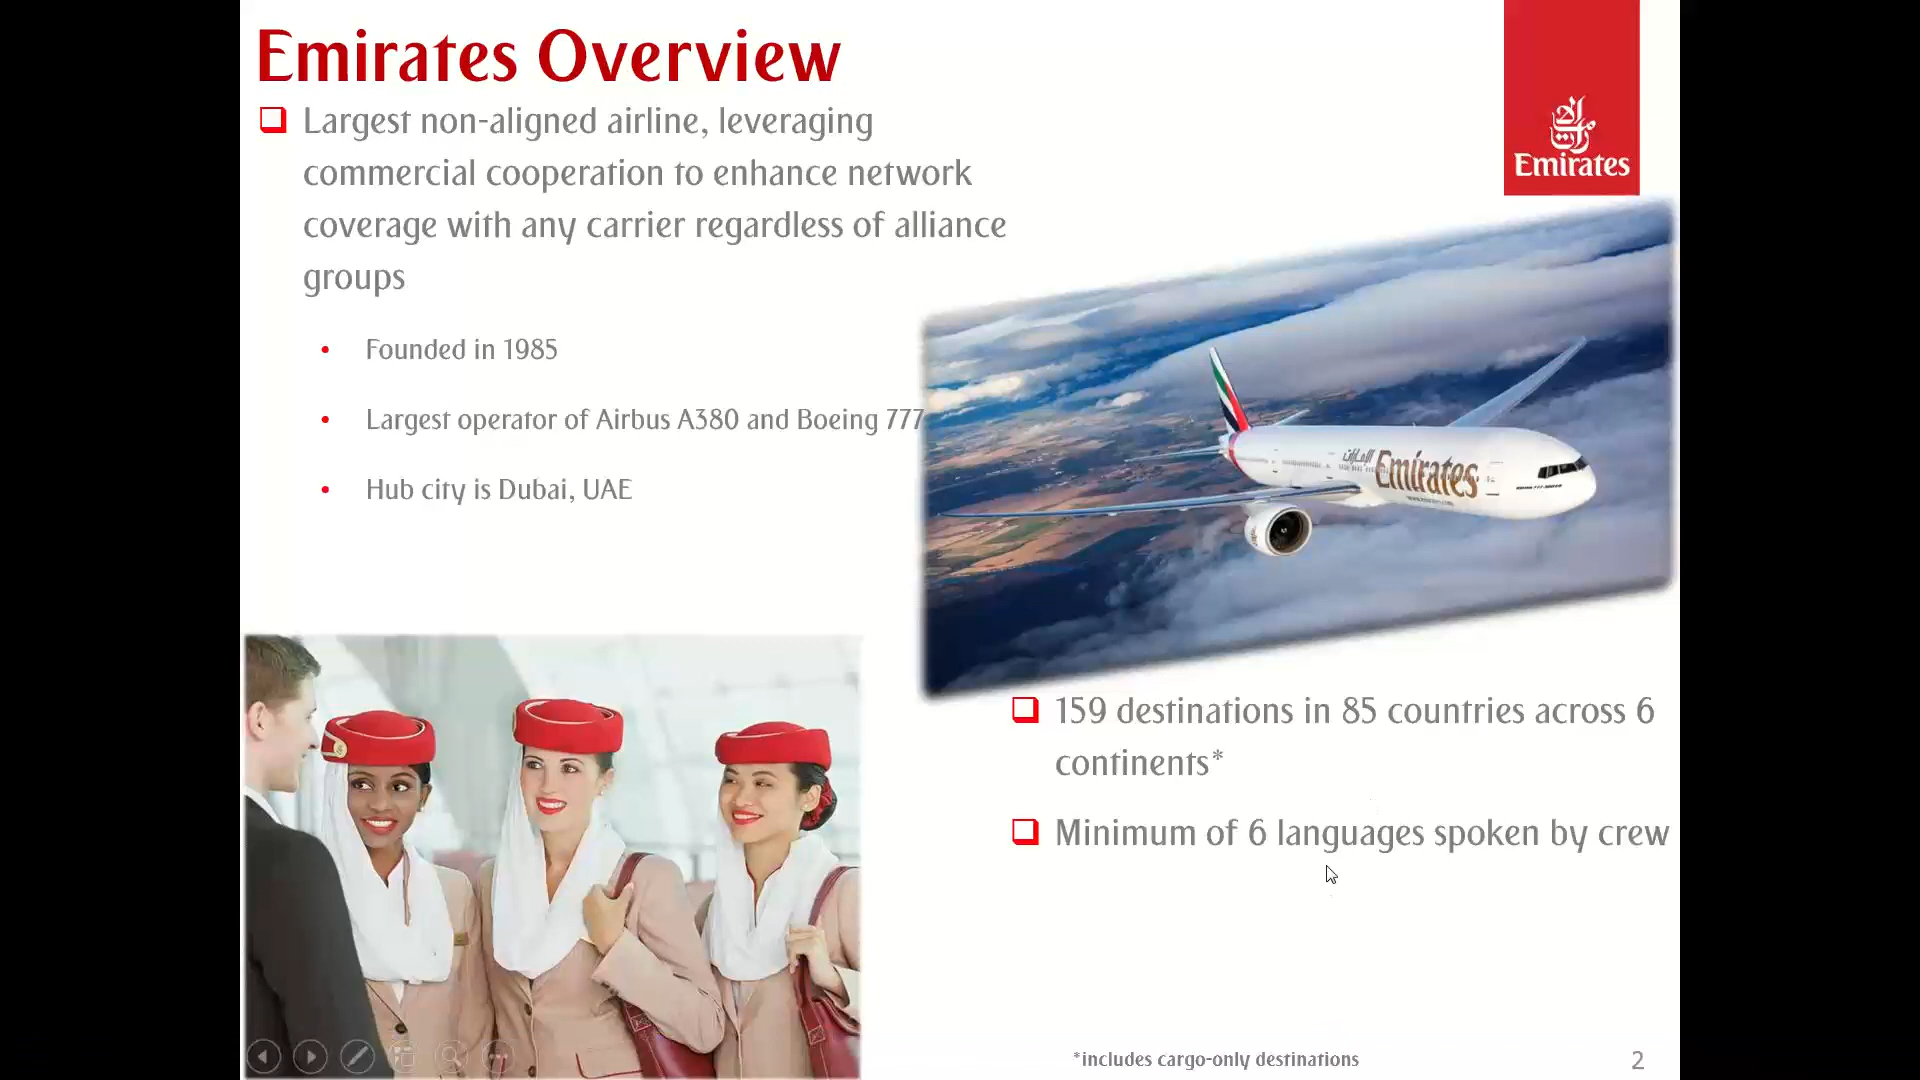 Emirates Overview
Largest non-aligned airline, leveraging
commercial cooperation to enhance network
coverage with any carrier regardless of alliance
groups
• Founded in 1985
• Largest operator of Airbus A380 and Boeing 777
• Hub city is Dubai, UAE
Emirates
الإمارات Emirates
159 destinations in 85 countries across 6
continents*
Minimum of 6 languages spoken by crew
*includes cargo-only destinations
2